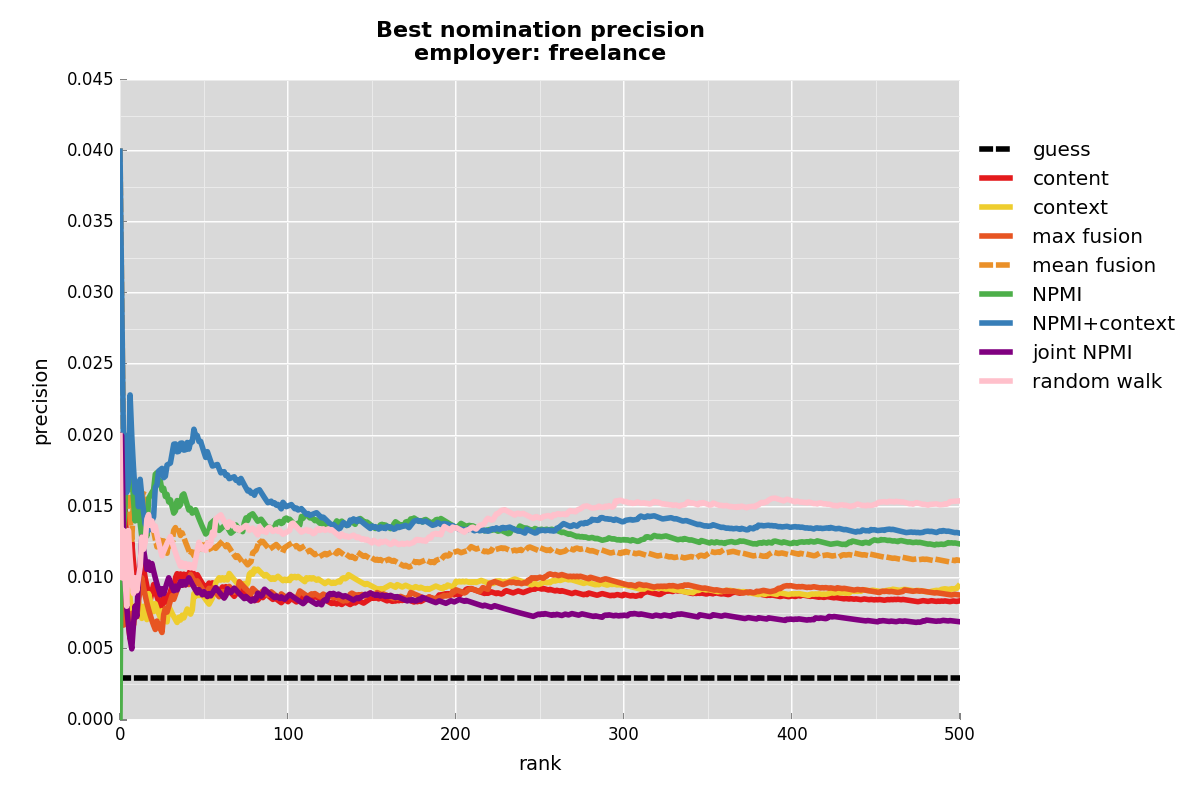 Best nomination precision
employer: freelance
0.045
0.040
0.035
0.030
0.025
0.020
0.015
0.010
0.005
0.000
precision
0 100 200 300 400 500
rank
guess
content
context
max fusion
mean fusion
NPMI
NPMI+context
joint NPMI
random walk